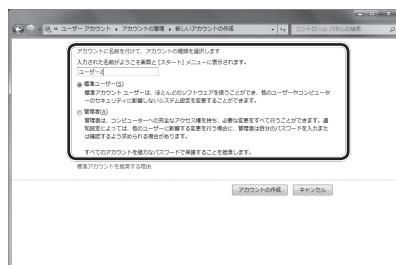 « ユーザー アカウント ▸ アカウントの管理 ▸ 新しいアカウントの作成
コントロール パネルの検索
アカウントに名前を付けて、アカウントの種類を選択します
入力された名前がようこそ画面と [スタート] メニューに表示されます。
ユーザー2
標準ユーザー(S)
標準アカウント ユーザーは、ほとんどのソフトウェアを使うことができ、他のユーザーやコンピュータ
ーのセキュリティに影響しないシステム設定を変更することができます。
管理者(A)
管理者は、コンピューターへの完全なアクセス権を持ち、必要な変更をすべて行うことができます。通
知設定によっては、他のユーザーに影響する変更を行う場合に、管理者は自分のパスワードを入力また
は確認するよう求められる場合があります。
すべてのアカウントを強力なパスワードで保護することを推奨します。
標準アカウントを推奨する理由
アカウントの作成
キャンセル